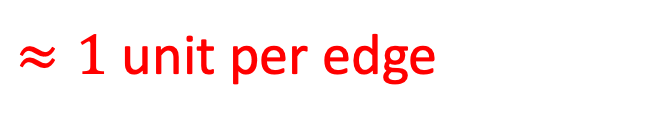 ≈ 1 unit per edge